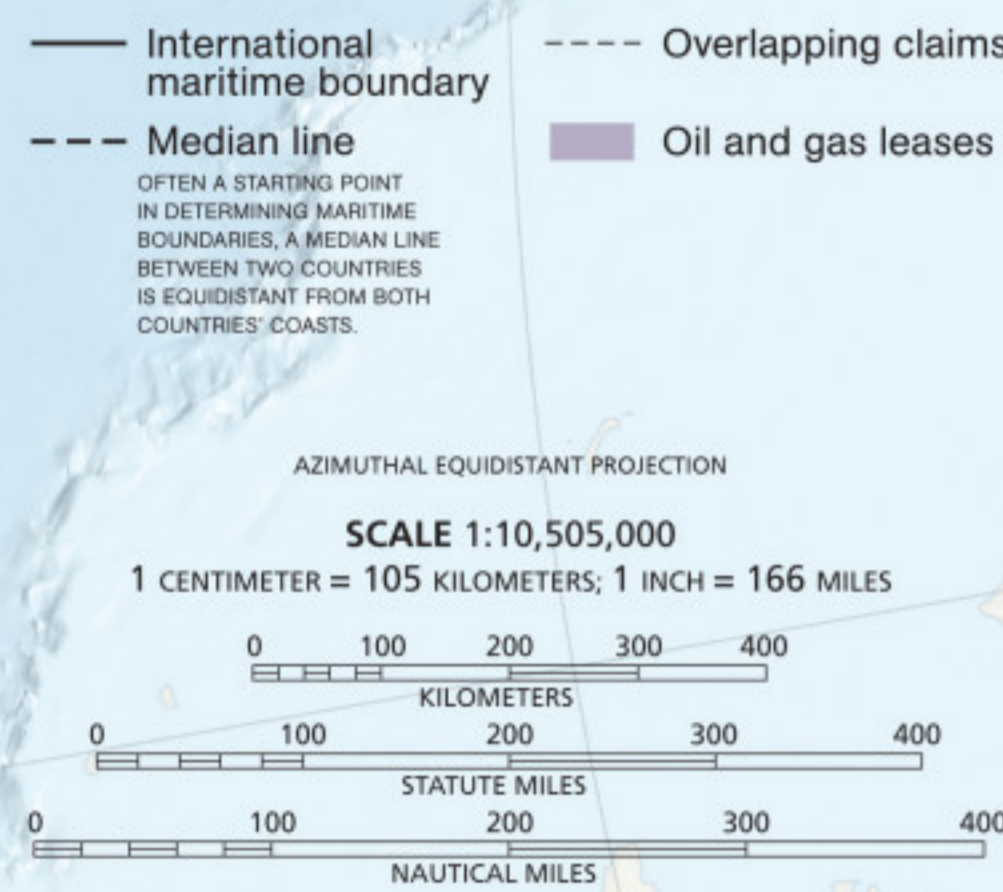 International
maritime boundary
Overlapping claims
Median line
OFTEN A STARTING POINT
IN DETERMINING MARITIME
BOUNDARIES, A MEDIAN LINE
BETWEEN TWO COUNTRIES
IS EQUIDISTANT FROM BOTH
COUNTRIES' COASTS.
Oil and gas leases
AZIMUTHAL EQUIDISTANT PROJECTION
SCALE 1:10,505,000
1 CENTIMETER = 105 KILOMETERS; 1 INCH = 166 MILES
0 100 200 300 400
KILOMETERS
0 100 200 300 400
STATUTE MILES
0 100 200 300 400
NAUTICAL MILES